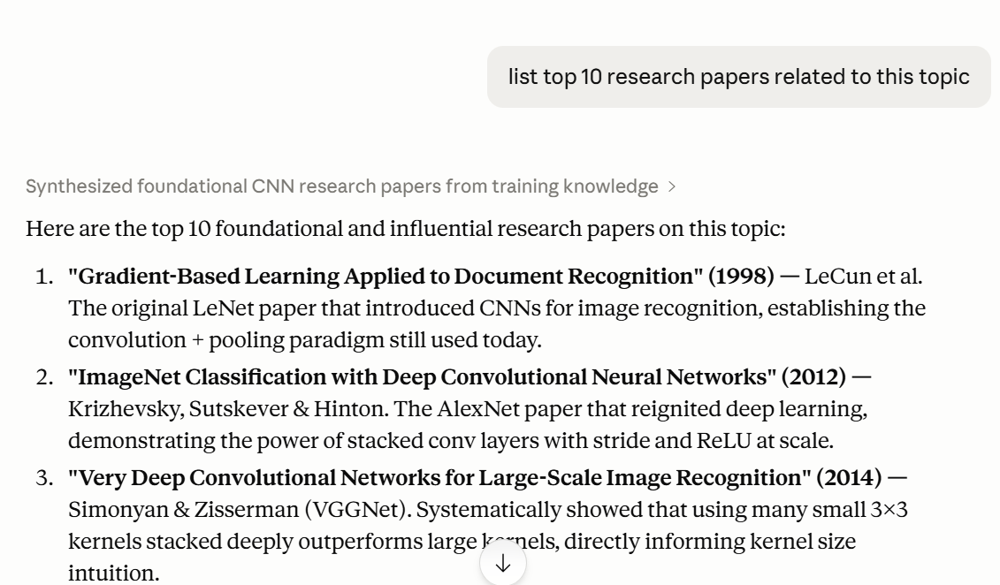 list top 10 research papers related to this topic
Synthesized foundational CNN research papers from training knowledge
Here are the top 10 foundational and influential research papers on this topic:
1. "Gradient-Based Learning Applied to Document Recognition" (1998) — LeCun et al.
The original LeNet paper that introduced CNNs for image recognition, establishing the
convolution + pooling paradigm still used today.
2. "ImageNet Classification with Deep Convolutional Neural Networks" (2012) —
Krizhevsky, Sutskever & Hinton. The AlexNet paper that reignited deep learning,
demonstrating the power of stacked conv layers with stride and ReLU at scale.
3. "Very Deep Convolutional Networks for Large-Scale Image Recognition" (2014) —
Simonyan & Zisserman (VGGNet). Systematically showed that using many small 3×3
kernels stacked deeply outperforms large kernels, directly informing kernel size
intuition.